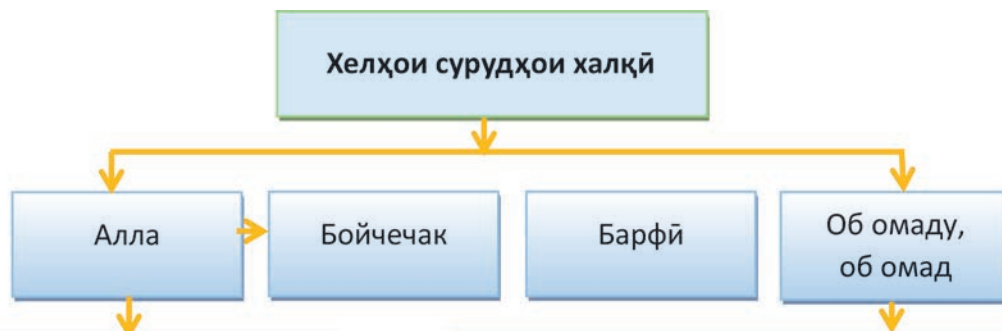 Хелҳои сурудҳои халқӣ
Алла
Бойчечак
Барфӣ
Об омаду,
об омад